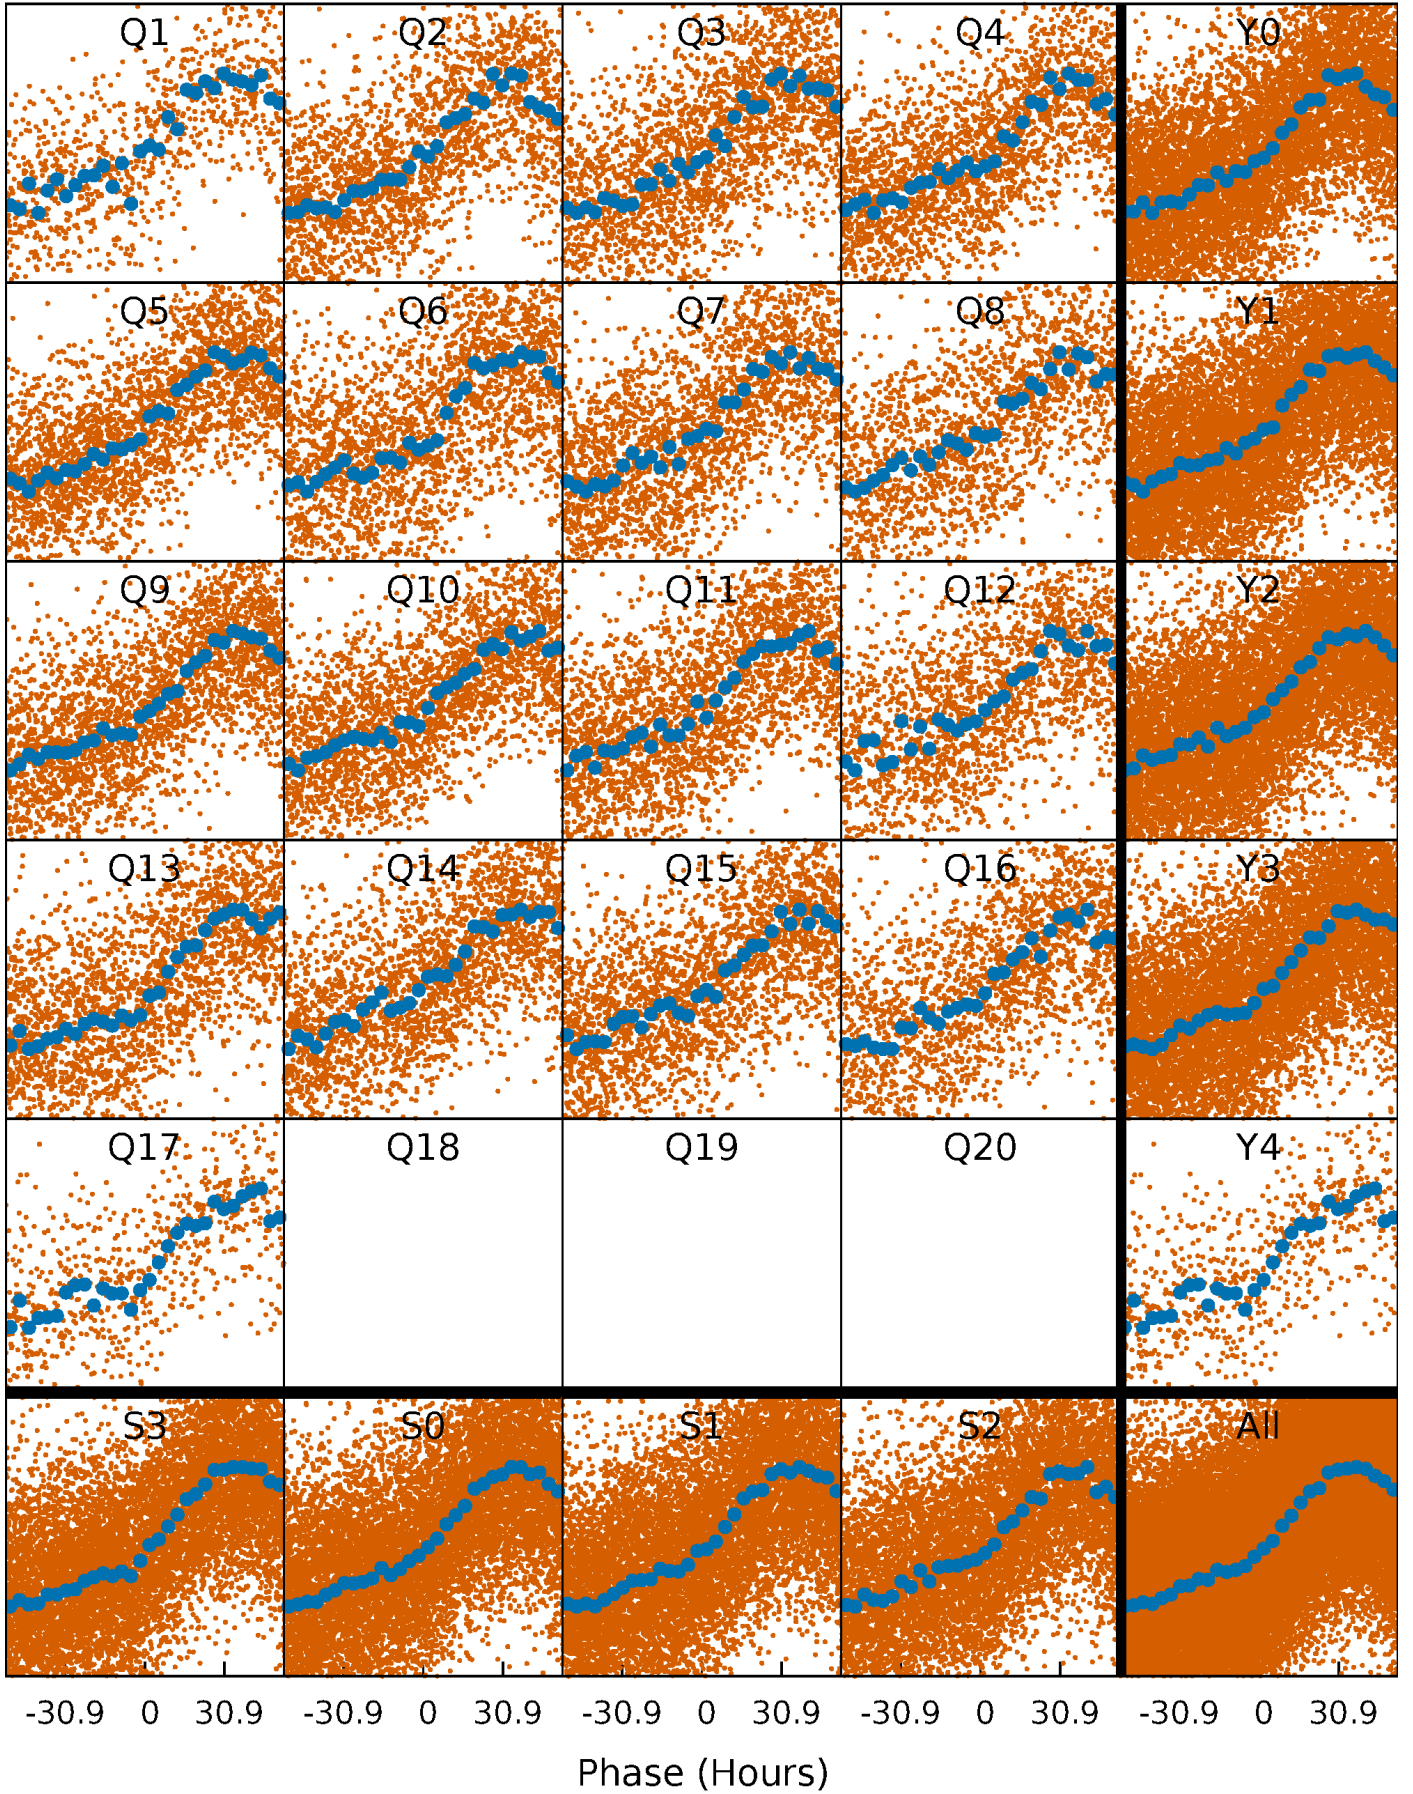 Q1 Q2 Q3 Q4 Y0
Q5 Q6 Q7 Q8 Y1
Q9 Q10 Q11 Q12 Y2
Q13 Q14 Q15 Q16 Y3
Q17 Q18 Q19 Q20 Y4
S3 S0 S1 S2 All
-30.9 0 30.9 -30.9 0 30.9 -30.9 0 30.9 -30.9 0 30.9 -30.9 0 30.9
Phase (Hours)